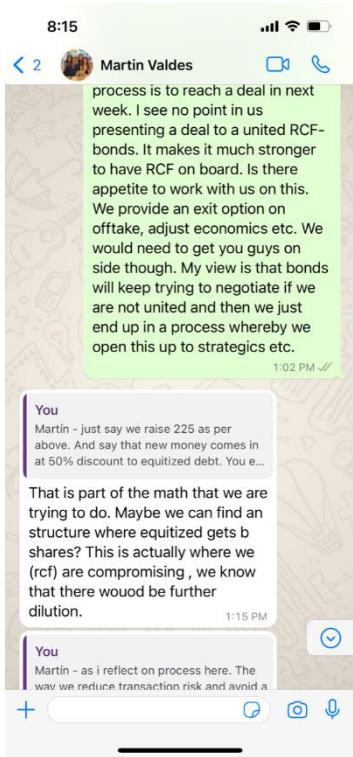 8:15
2
Martin Valdes
process is to reach a deal in next
week. I see no point in us
presenting a deal to a united RCF-
bonds. It makes it much stronger
to have RCF on board. Is there
appetite to work with us on this.
We provide an exit option on
offtake, adjust economics etc. We
would need to get you guys on
side though. My view is that bonds
will keep trying to negotiate if we
are not united and then we just
end up in a process whereby we
open this up to strategics etc.
1:02 PM
You
Martín - just say we raise 225 as per
above. And say that new money comes in
at 50% discount to equitized debt. You e...
That is part of the math that we are
trying to do. Maybe we can find an
structure where equitized gets b
shares? This is actually where we
(rcf) are compromising , we know
that there wouod be further
dilution.
1:15 PM
You
Martín - as i reflect on process here. The
way we reduce transaction risk and avoid a